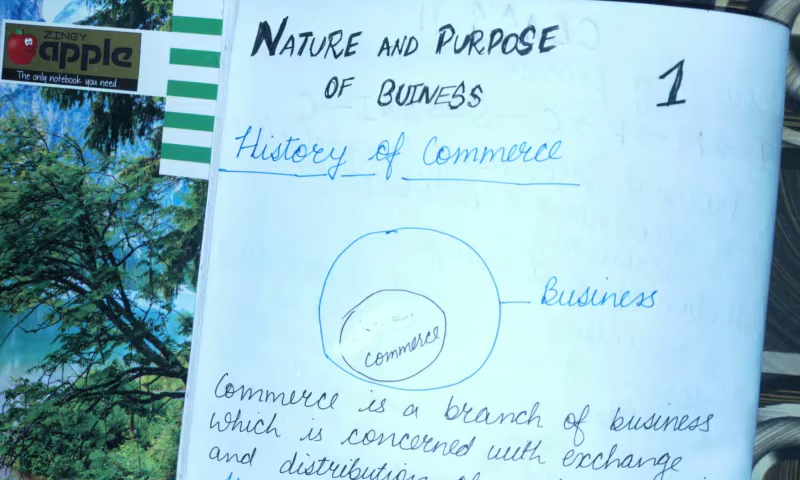 ZINGY
apple
The only notebook you need
NATURE AND PURPOSE
OF BUINESS
1
History of Commerce
Business
commerce
Commerce is a branch of business
which is concerned with exchange
and distribution of